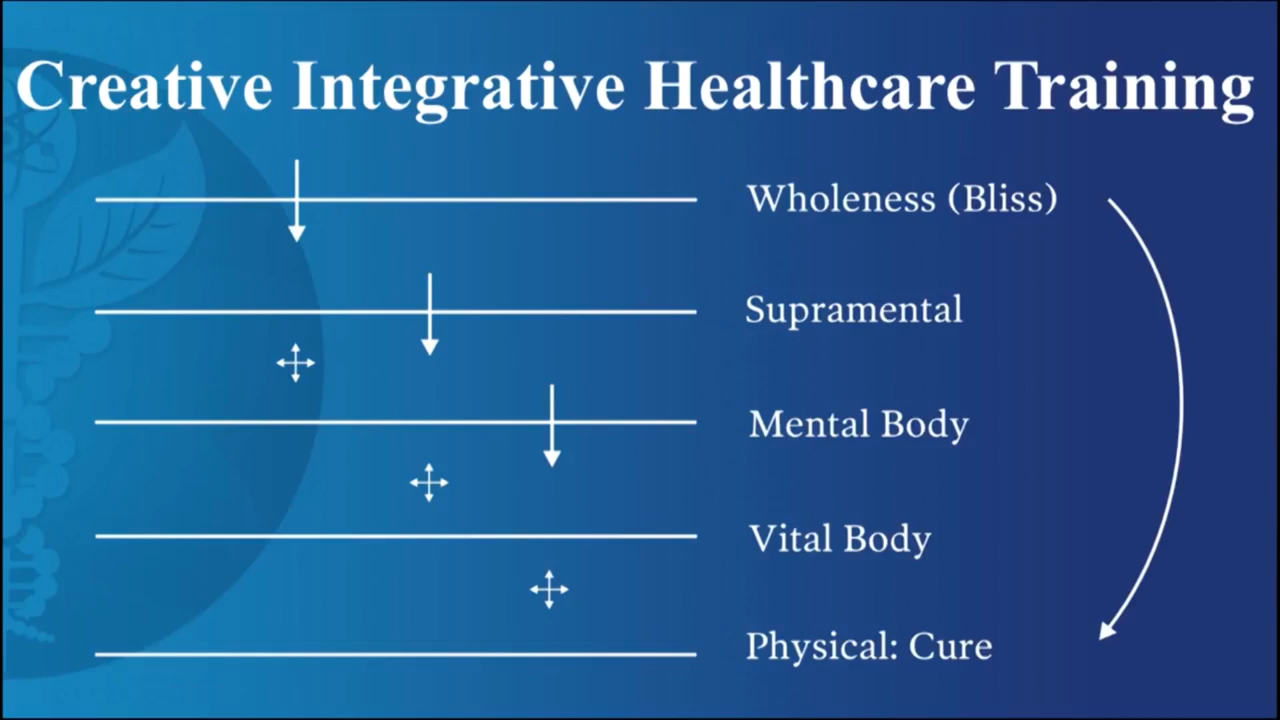 Creative Integrative Healthcare Training
Wholeness (Bliss)
Supramental
Mental Body
Vital Body
Physical: Cure